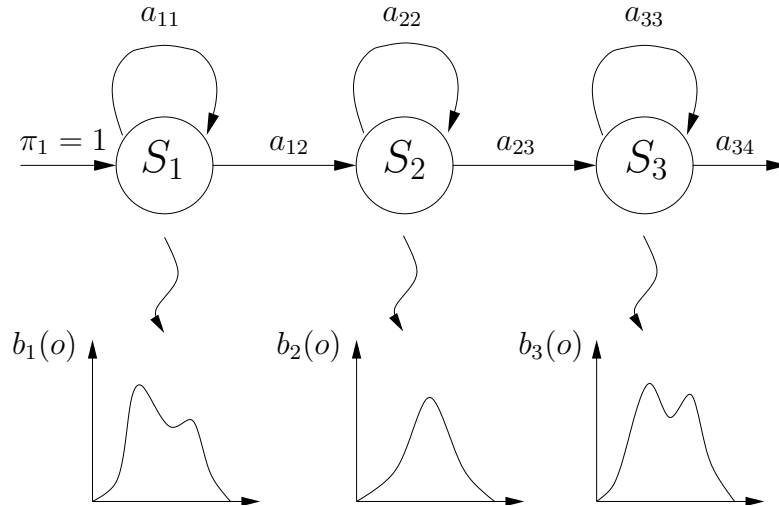 a₁₁ a₂₂ a₃₃
π₁ = 1 S₁ a₁₂ S₂ a₂₃ S₃ a₃₄
b₁(o) b₂(o) b₃(o)